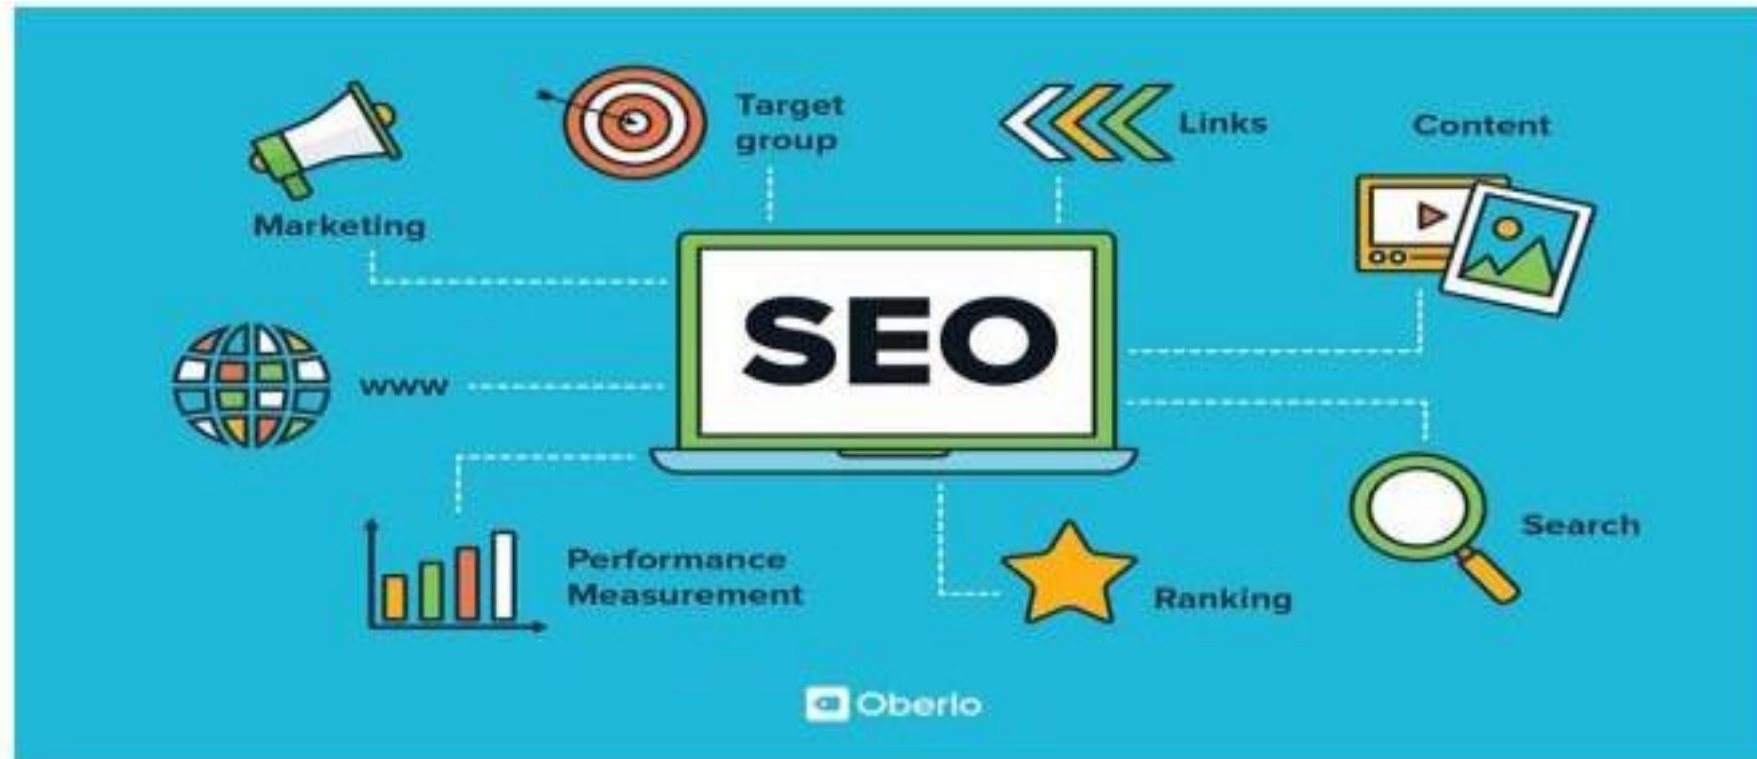 Target
group
Links
Content
Marketing
SEO
www
Search
Performance
Measurement
Ranking
Oberlo